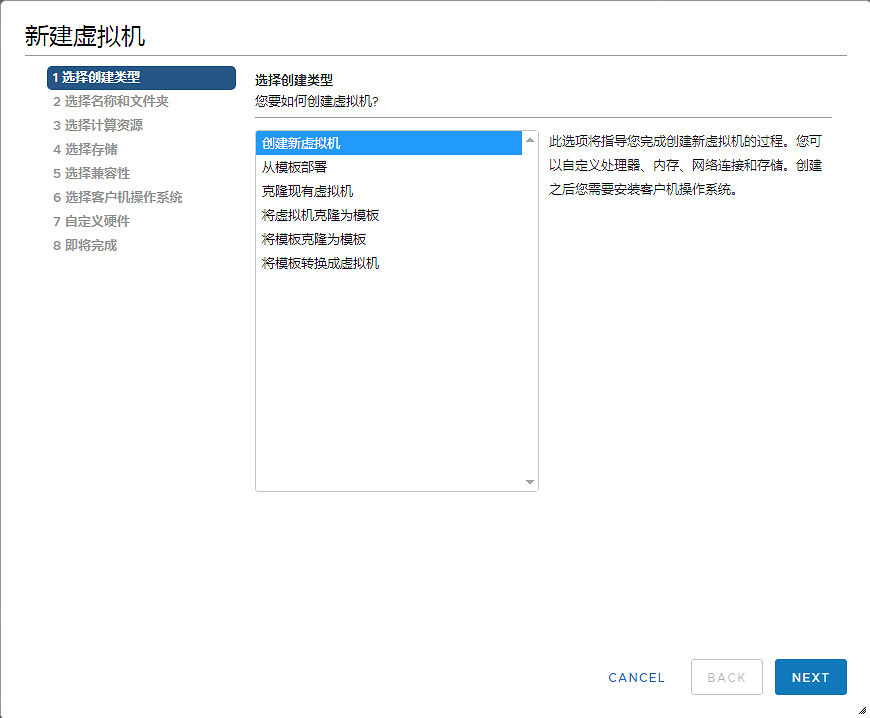 新建虚拟机
1 选择创建类型
2 选择名称和文件夹
3 选择计算资源
4 选择存储
5 选择兼容性
6 选择客户机操作系统
7 自定义硬件
8 即将完成
选择创建类型
您要如何创建虚拟机?
创建新虚拟机
从模板部署
克隆现有虚拟机
将虚拟机克隆为模板
将模板克隆为模板
将模板转换成虚拟机
此选项将指导您完成创建新虚拟机的过程。您可
以自定义处理器、内存、网络连接和存储。创建
之后您需要安装客户机操作系统。
CANCEL
BACK
NEXT